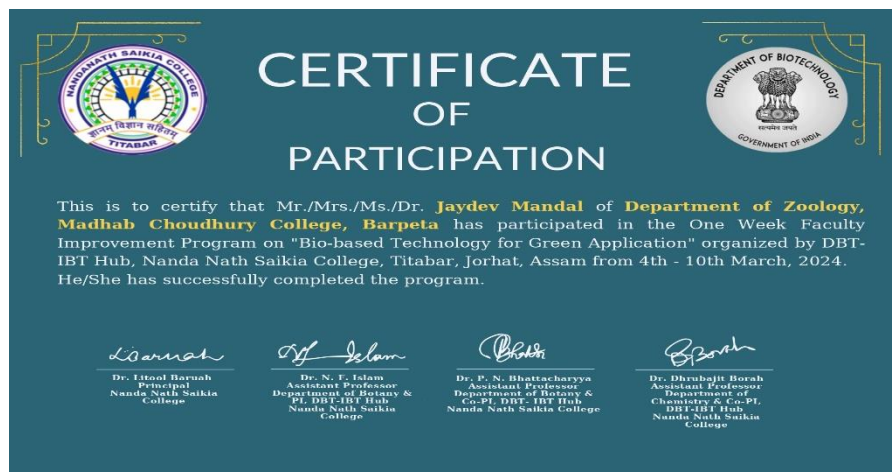 NANDANATH SAIKIA COLLEGE
ज्ञानम् विज्ञान सहितम्
TITABAR
CERTIFICATE
OF
PARTICIPATION
DEPARTMENT OF BIOTECHNOLOGY
सत्यमेव जयते
GOVERNMENT OF INDIA
This is to certify that Mr./Mrs./Ms./Dr. Jaydev Mandal of Department of Zoology,
Madhab Choudhury College, Barpeta has participated in the One Week Faculty
Improvement Program on "Bio-based Technology for Green Application" organized by DBT-
IBT Hub, Nanda Nath Saikia College, Titabar, Jorhat, Assam from 4th - 10th March, 2024.
He/She has successfully completed the program.
LBaruah
Dr. Litool Baruah
Principal
Nanda Nath Saikia
College
Islam
Dr. N. F. Islam
Assistant Professor
Department of Botany &
PI, DBT-IBT Hub
Nanda Nath Saikia
College
Dr. P. N. Bhattacharyya
Assistant Professor
Department of Botany &
Co-PI, DBT- IBT Hub
Nanda Nath Saikia College
Borah
Dr. Dhrubajit Borah
Assistant Professor
Department of
Chemistry & Co-PI,
DBT-IBT Hub
Nanda Nath Saikia
College